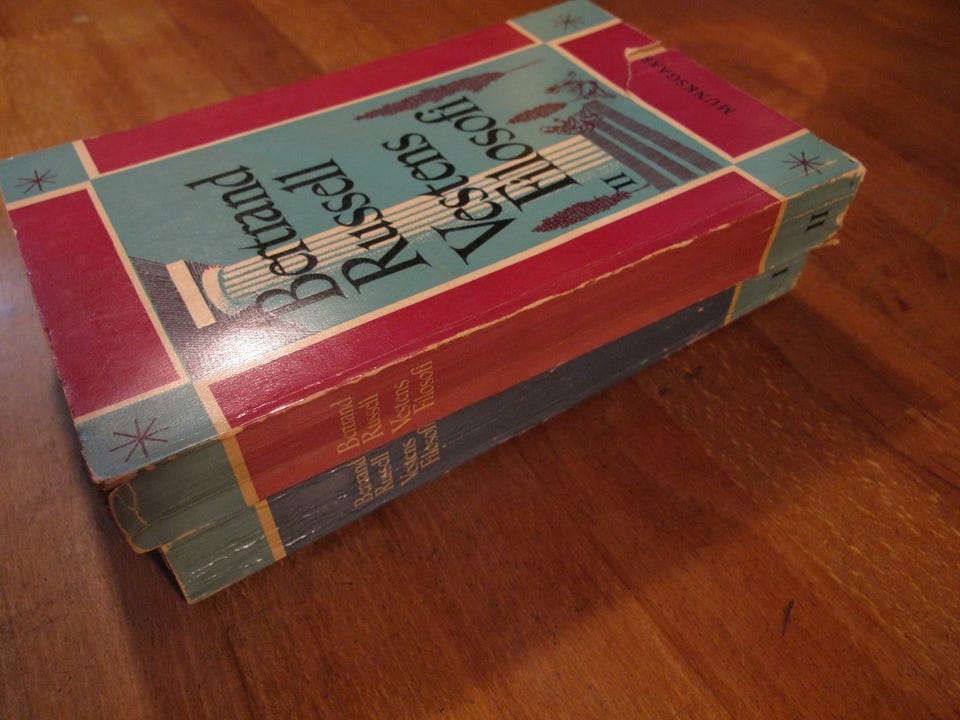 Bertrand
Russell
Vestens
Filosofi
II
MUNKSGAARD
Bertrand
Russell
Vestens
Filosofi
II
Bertrand
Russell
Vestens
Filosofi
I